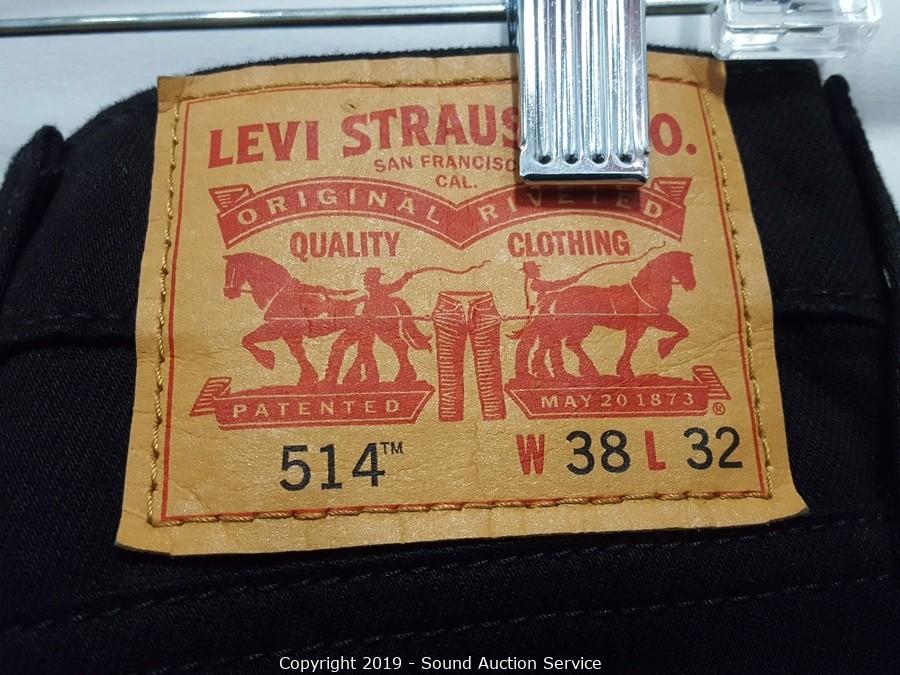 LEVI STRAUS O.
SAN FRANCISC
CAL.
ORIGINAL RIVETED
QUALITY CLOTHING
PATENTED MAY 20 1873 ®
514™ W 38 L 32
Copyright 2019 - Sound Auction Service